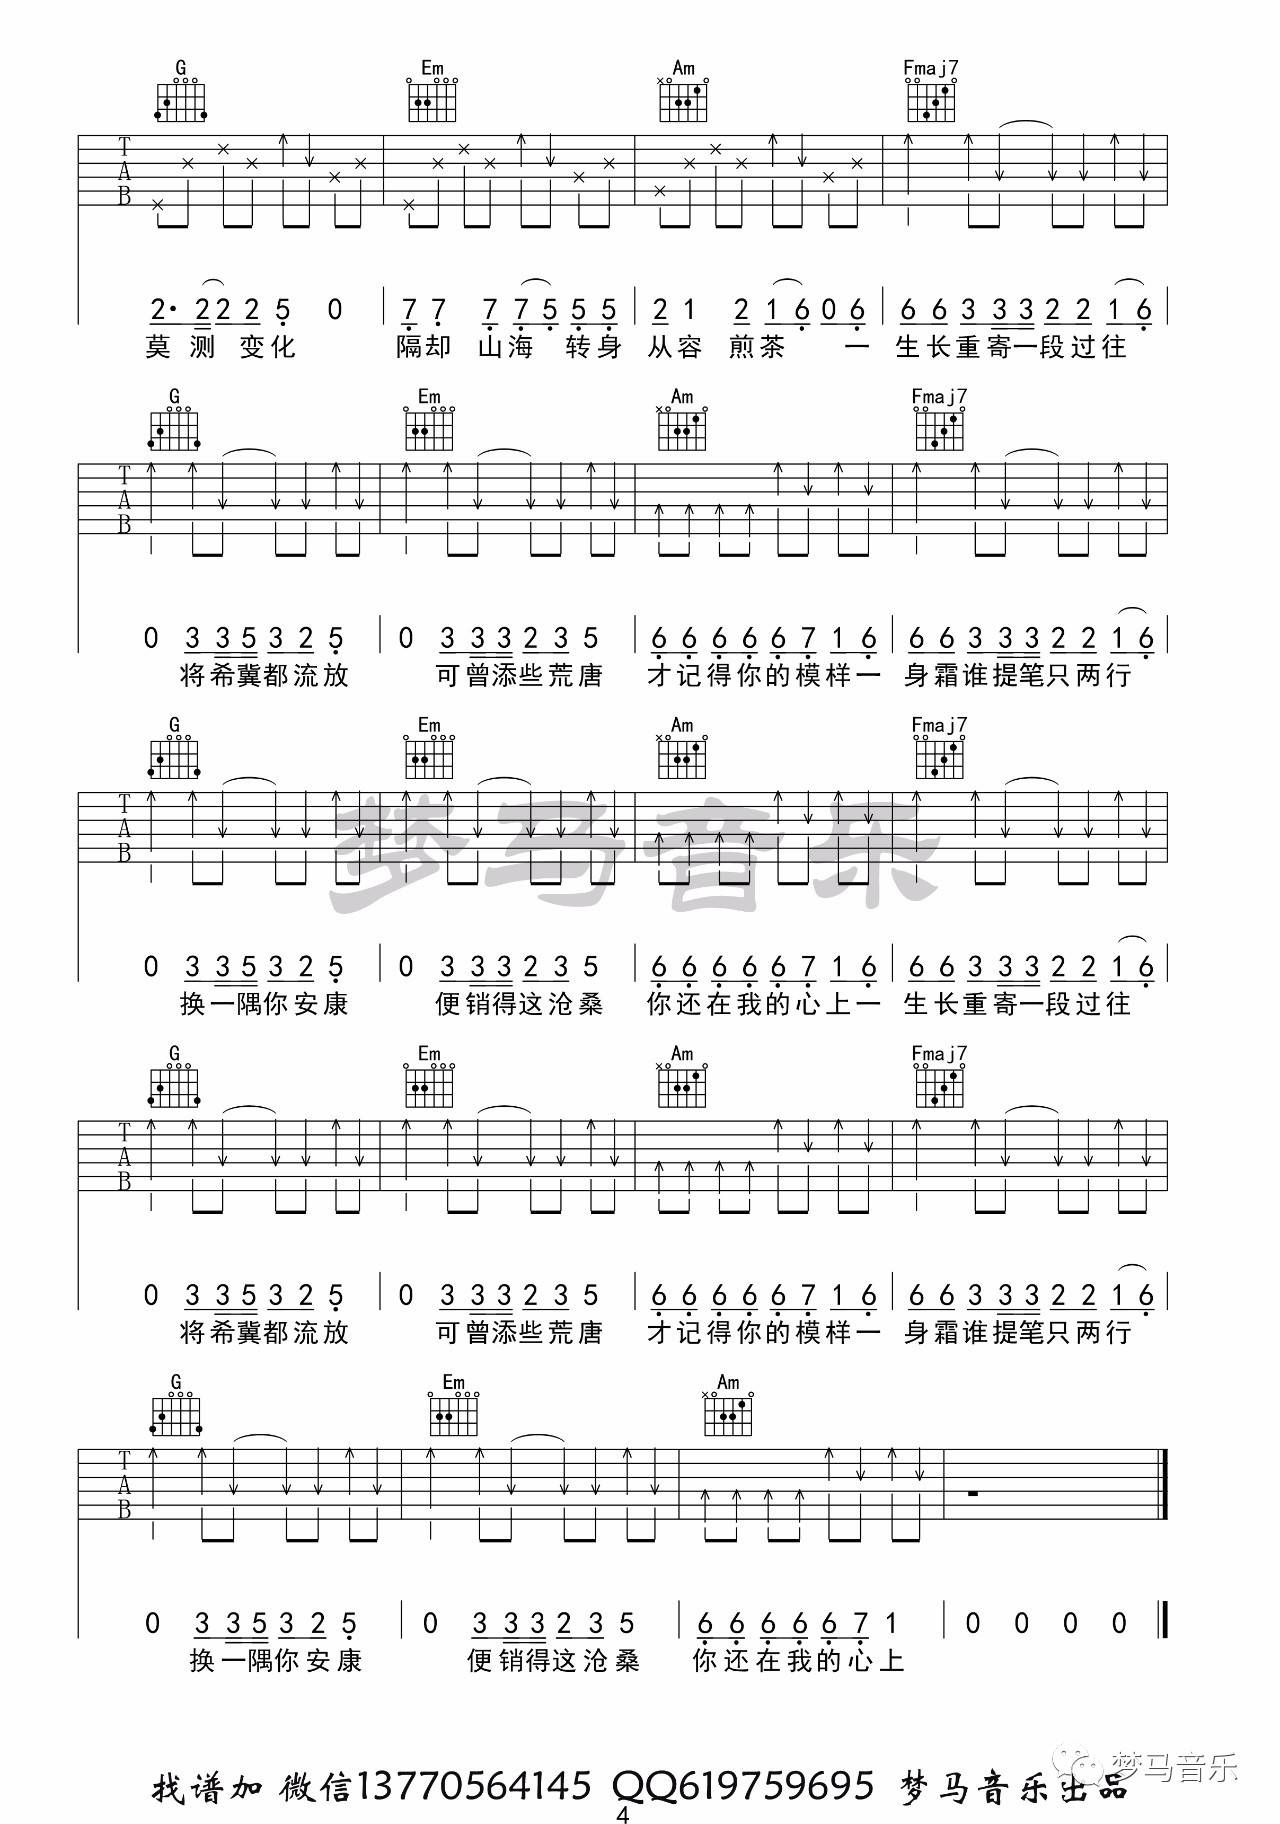 G Em Am Fmaj7
T
A
B
2· 2 2 2 5 0 7 7 7 7 5 5 5 2 1 2 1 6 0 6 6 6 3 3 3 2 2 1 6
莫 测 变化 隔却 山海 转身 从容 煎茶 一 生长重寄一段过往
G Em Am Fmaj7
T
A
B
0 3 3 5 3 2 5 0 3 3 3 2 3 5 6 6 6 6 6 7 1 6 6 6 3 3 3 2 2 1 6
将希冀都流放 可曾添些荒唐 才记得你的模样一 身霜谁提笔只两行
G Em Am Fmaj7
T
A
B
梦马音乐
0 3 3 5 3 2 5 0 3 3 3 2 3 5 6 6 6 6 6 7 1 6 6 6 3 3 3 2 2 1 6
换一隅你安康 便销得这沧桑 你还在我的心上一 生长重寄一段过往
G Em Am Fmaj7
T
A
B
0 3 3 5 3 2 5 0 3 3 3 2 3 5 6 6 6 6 6 7 1 6 6 6 3 3 3 2 2 1 6
将希冀都流放 可曾添些荒唐 才记得你的模样一 身霜谁提笔只两行
G Em Am
T
A
B
0 3 3 5 3 2 5 0 3 3 3 2 3 5 6 6 6 6 6 7 1 0 0 0 0
换一隅你安康 便销得这沧桑 你还在我的心上
梦马音乐
找谱加 微信13770564145 QQ619759695 梦马音乐出品
4